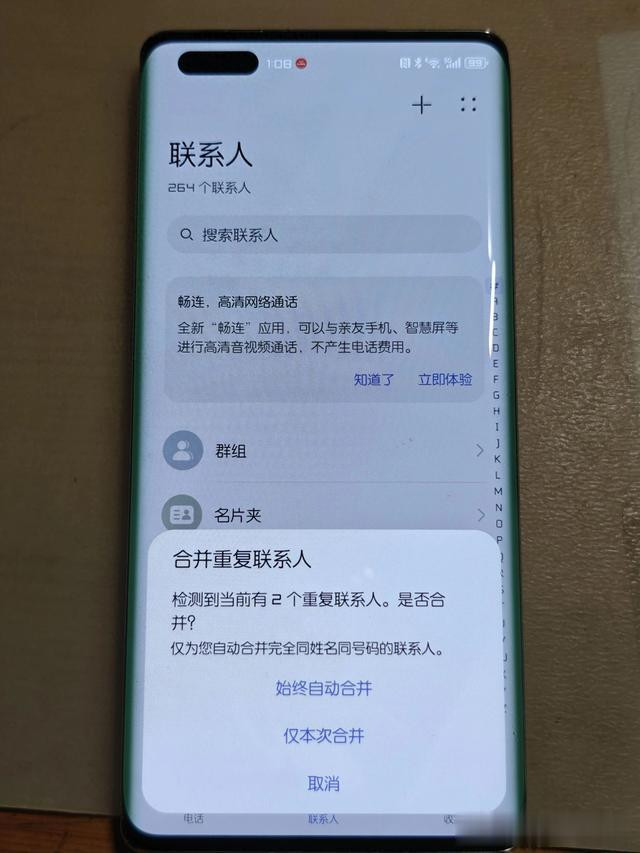 1:08
99
联系人
264 个联系人
搜索联系人
畅连，高清网络通话
全新“畅连”应用，可以与亲友手机、智慧屏等
进行高清音视频通话，不产生电话费用。
知道了 立即体验
#
A
B
C
D
E
F
G
H
I
J
K
L
M
N
O
P
群组
名片夹
合并重复联系人
检测到当前有 2 个重复联系人。是否合
并？
仅为您自动合并完全同姓名同号码的联系人。
始终自动合并
仅本次合并
取消
电话 联系人 收